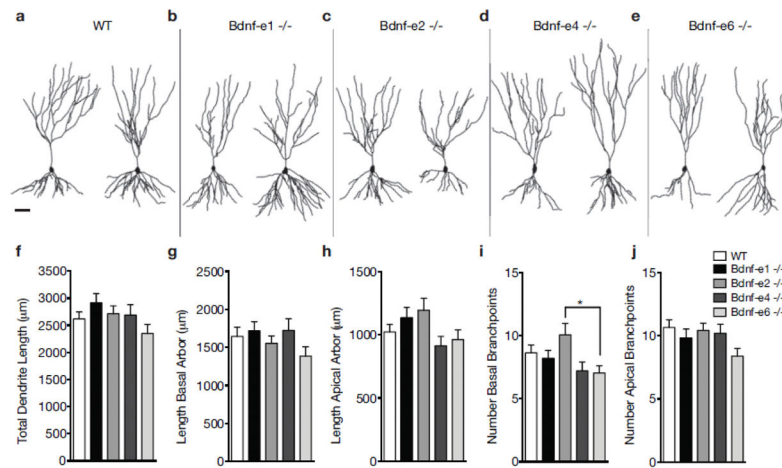 a WT
b Bdnf-e1 -/-
c Bdnf-e2 -/-
d Bdnf-e4 -/-
e Bdnf-e6 -/-
f
Total Dendrite Length (µm)
3500
3000
2500
2000
1500
1000
500
0
g
Length Basal Arbor (µm)
2500
2000
1500
1000
500
0
h
Length Apical Arbor (µm)
1500
1000
500
0
i
Number Basal Branchpoints
15
10
5
0
*
j
Number Apical Branchpoints
15
10
5
0
WT
Bdnf-e1 -/-
Bdnf-e2 -/-
Bdnf-e4 -/-
Bdnf-e6 -/-